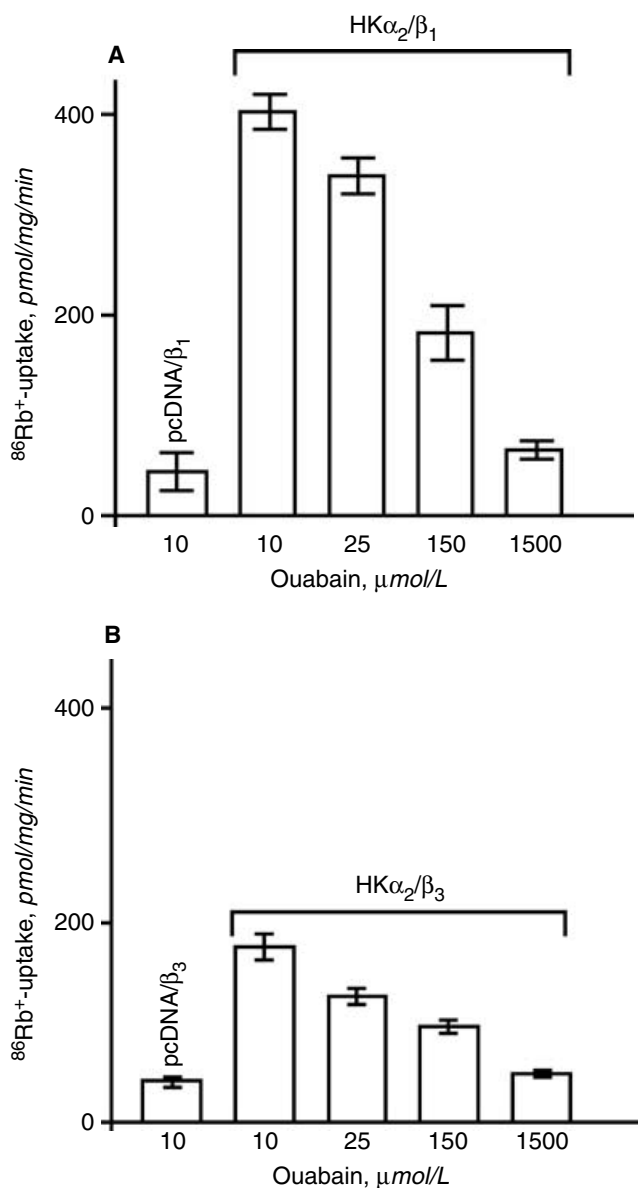 A
HKα₂/β₁
⁸⁶Rb⁺-uptake, pmol/mg/min
400
200
0
pcDNA/β₁
10 10 25 150 1500
Ouabain, μmol/L
B
HKα₂/β₃
⁸⁶Rb⁺-uptake, pmol/mg/min
400
200
0
pcDNA/β₃
10 10 25 150 1500
Ouabain, μmol/L